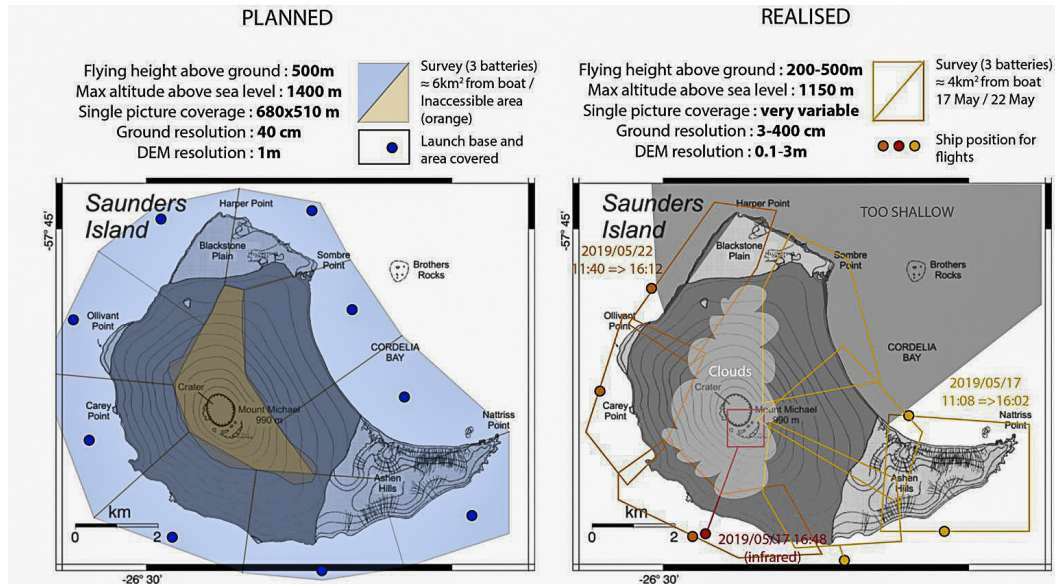 PLANNED
Flying height above ground : 500m
Max altitude above sea level : 1400 m
Single picture coverage : 680x510 m
Ground resolution : 40 cm
DEM resolution : 1m
Survey (3 batteries)
≈ 6km² from boat /
Inaccessible area
(orange)
Launch base and
area covered
Saunders
Island
-57° 45'
Harper Point
Blackstone
Plain
Sombre
Point
Brothers
Rocks
Ollivant
Point
CORDELIA
BAY
Crater
Mount Michael
990 m
Carey
Point
Nattriss
Point
Ashen
Hills
km
0 2
-26° 30'
REALISED
Flying height above ground : 200-500m
Max altitude above sea level : 1150 m
Single picture coverage : very variable
Ground resolution : 3-400 cm
DEM resolution : 0.1-3m
Survey (3 batteries)
≈ 4km² from boat
17 May / 22 May
Ship position for
flights
Saunders
Island
-57° 45'
Harper Point
TOO SHALLOW
Blackstone
Plain
2019/05/22
11:40 => 16:12
Sombre
Point
Brothers
Rocks
Ollivant
Point
CORDELIA
BAY
Clouds
Crater
2019/05/17
11:08 =>16:02
Mount Michael
990 m
Carey
Point
Nattriss
Point
Ashen
Hills
km
0 2
2019/05/17 16:48
(infrared)
-26° 30'